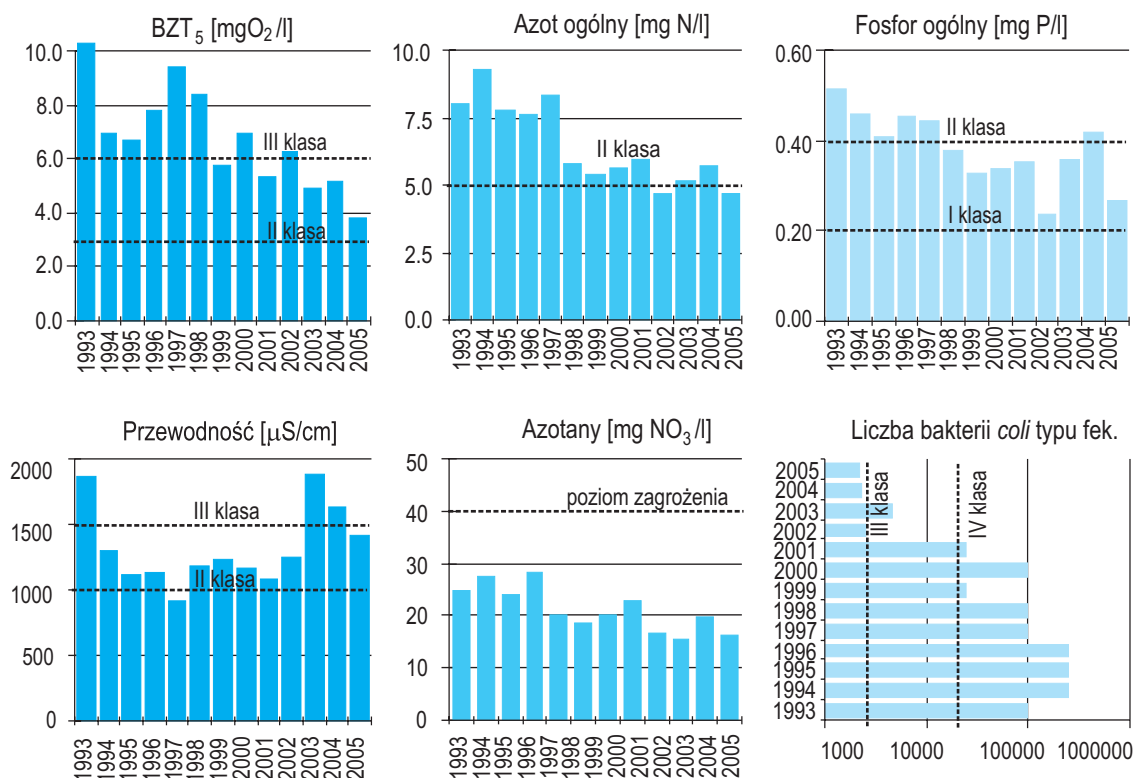 BZT5 [mgO2/l]
10.0
8.0
6.0
4.0
2.0
0.0
III klasa
II klasa
1993 1994 1995 1996 1997 1998 1999 2000 2001 2002 2003 2004 2005
Azot ogólny [mg N/l]
10.0
7.5
5.0
2.5
0.0
II klasa
1993 1994 1995 1996 1997 1998 1999 2000 2001 2002 2003 2004 2005
Fosfor ogólny [mg P/l]
0.60
0.40
0.20
0.00
II klasa
I klasa
1993 1994 1995 1996 1997 1998 1999 2000 2001 2002 2003 2004 2005
Przewodność [µS/cm]
2000
1500
1000
500
0
III klasa
II klasa
1993 1994 1995 1996 1997 1998 1999 2000 2001 2002 2003 2004 2005
Azotany [mg NO3/l]
50
40
30
20
10
0
poziom zagrożenia
1993 1994 1995 1996 1997 1998 1999 2000 2001 2002 2003 2004 2005
Liczba bakterii coli typu fek.
2005
2004
2003
2002
2001
2000
1999
1998
1997
1996
1995
1994
1993
III klasa
IV klasa
1000 10000 100000 1000000